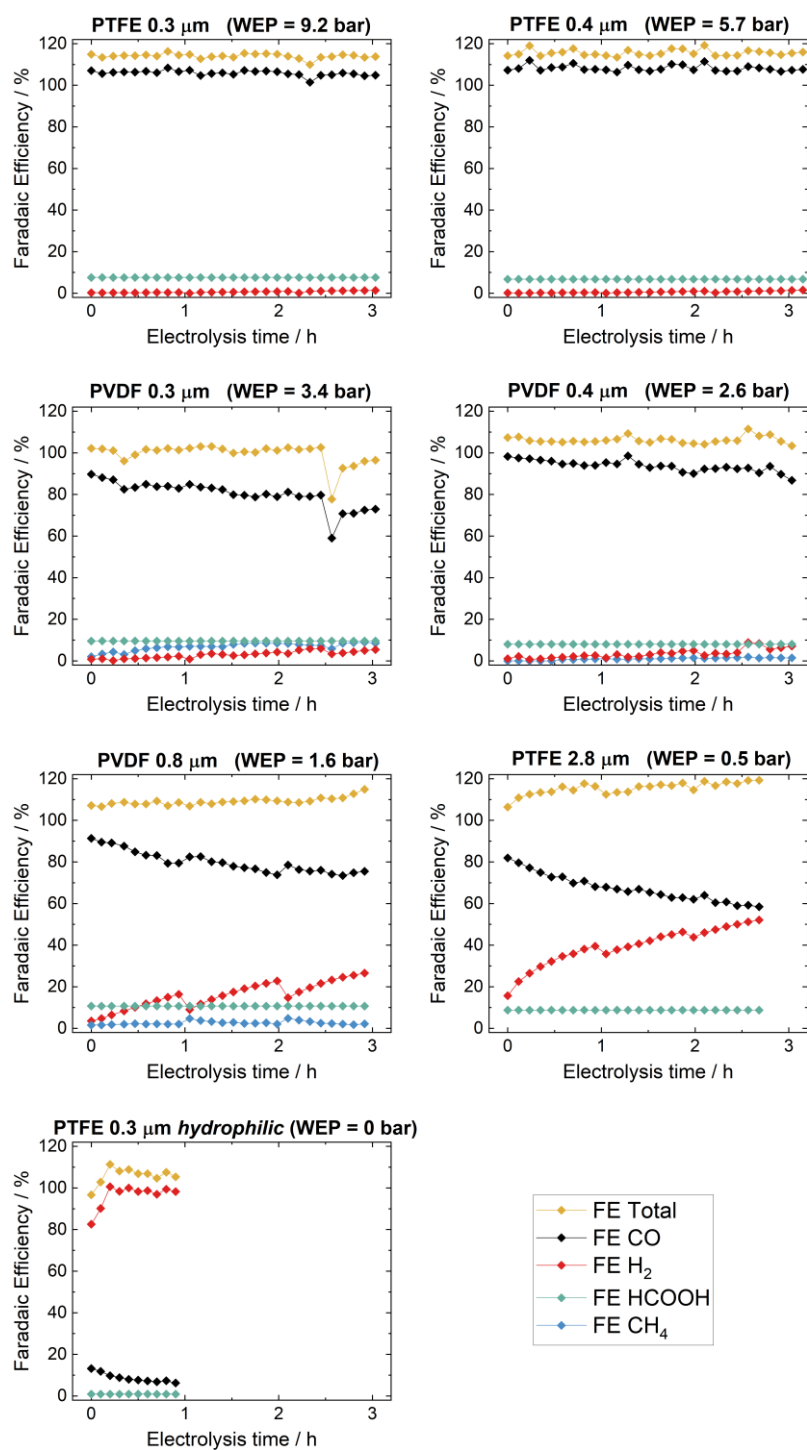 PTFE 0.3 μm (WEP = 9.2 bar)
120
100
80
60
40
20
0
Faradaic Efficiency / %
0 1 2 3
Electrolysis time / h
PTFE 0.4 μm (WEP = 5.7 bar)
120
100
80
60
40
20
0
Faradaic Efficiency / %
0 1 2 3
Electrolysis time / h
PVDF 0.3 μm (WEP = 3.4 bar)
120
100
80
60
40
20
0
Faradaic Efficiency / %
0 1 2 3
Electrolysis time / h
PVDF 0.4 μm (WEP = 2.6 bar)
120
100
80
60
40
20
0
Faradaic Efficiency / %
0 1 2 3
Electrolysis time / h
PVDF 0.8 μm (WEP = 1.6 bar)
120
100
80
60
40
20
0
Faradaic Efficiency / %
0 1 2 3
Electrolysis time / h
PTFE 2.8 μm (WEP = 0.5 bar)
120
100
80
60
40
20
0
Faradaic Efficiency / %
0 1 2 3
Electrolysis time / h
PTFE 0.3 μm hydrophilic (WEP = 0 bar)
120
100
80
60
40
20
0
Faradaic Efficiency / %
0 1 2 3
Electrolysis time / h
FE Total
FE CO
FE H₂
FE HCOOH
FE CH₄